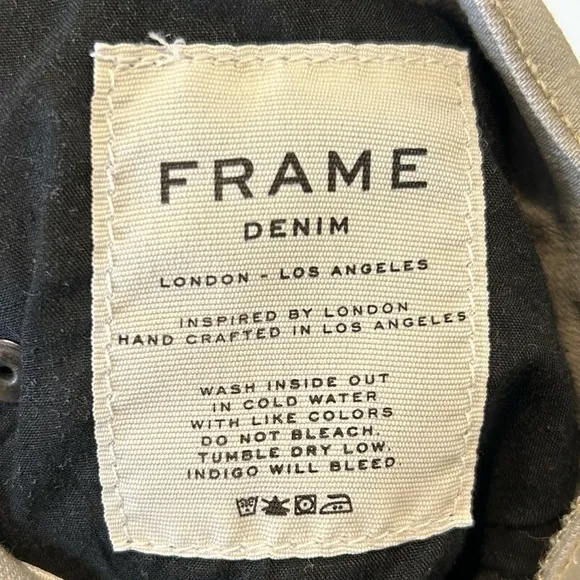 FRAME
DENIM
LONDON - LOS ANGELES
INSPIRED BY LONDON
HAND CRAFTED IN LOS ANGELES
WASH INSIDE OUT
IN COLD WATER
WITH LIKE COLORS
DO NOT BLEACH.
TUMBLE DRY LOW.
INDIGO WILL BLEED.